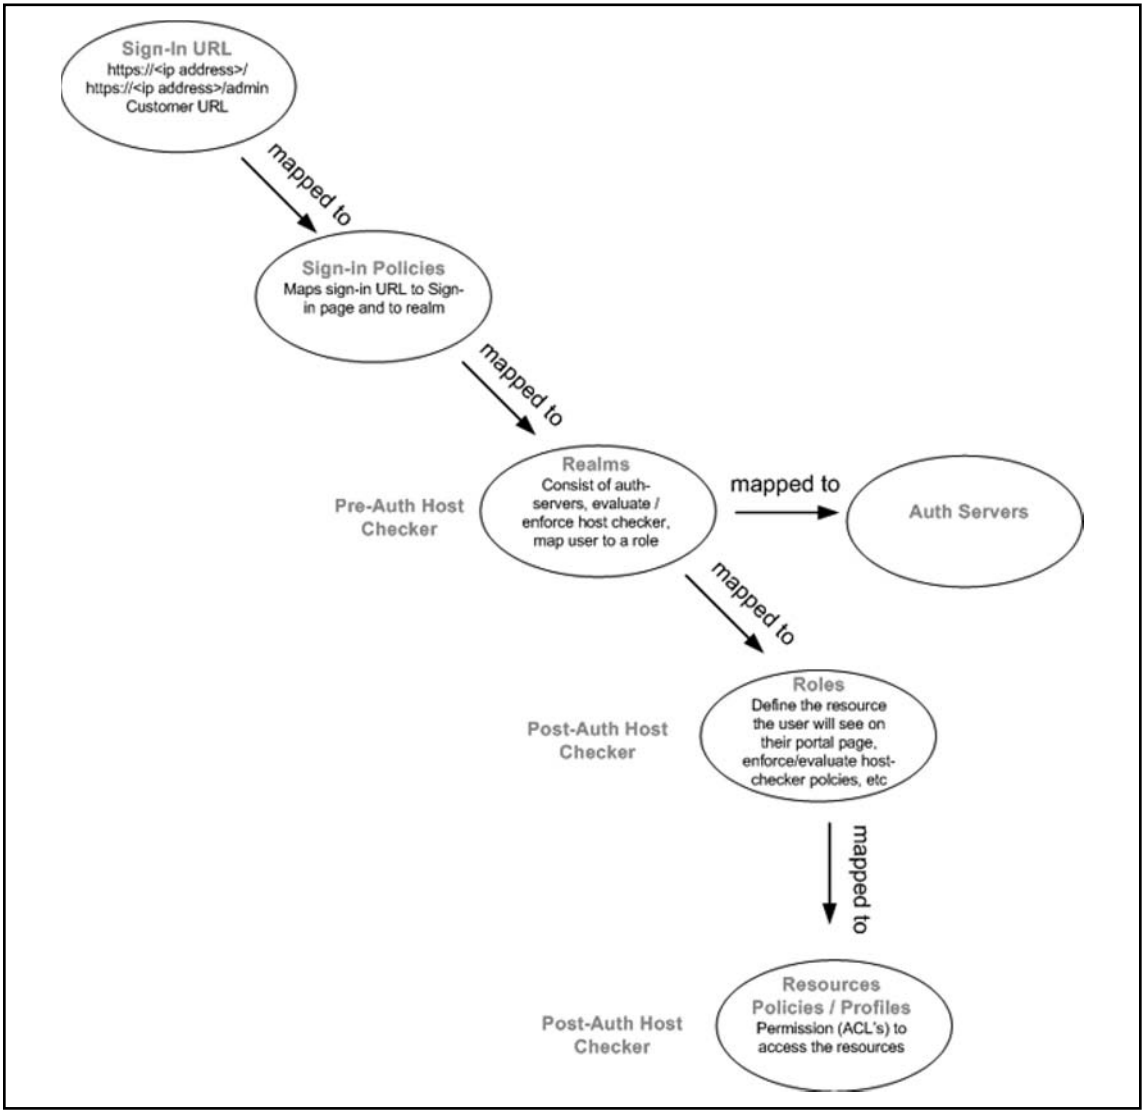 Sign-In URL
https://<ip address>/
https://<ip address>/admin
Customer URL
mapped to
Sign-in Policies
Maps sign-in URL to Sign-
in page and to realm
mapped to
Pre-Auth Host
Checker
Realms
Consist of auth-
servers, evaluate /
enforce host checker,
map user to a role
mapped to
Auth Servers
mapped to
Post-Auth Host
Checker
Roles
Define the resource
the user will see on
their portal page,
enforce/evaluate host-
checker polcies, etc
mapped to
Post-Auth Host
Checker
Resources
Policies / Profiles
Permission (ACL's) to
access the resources